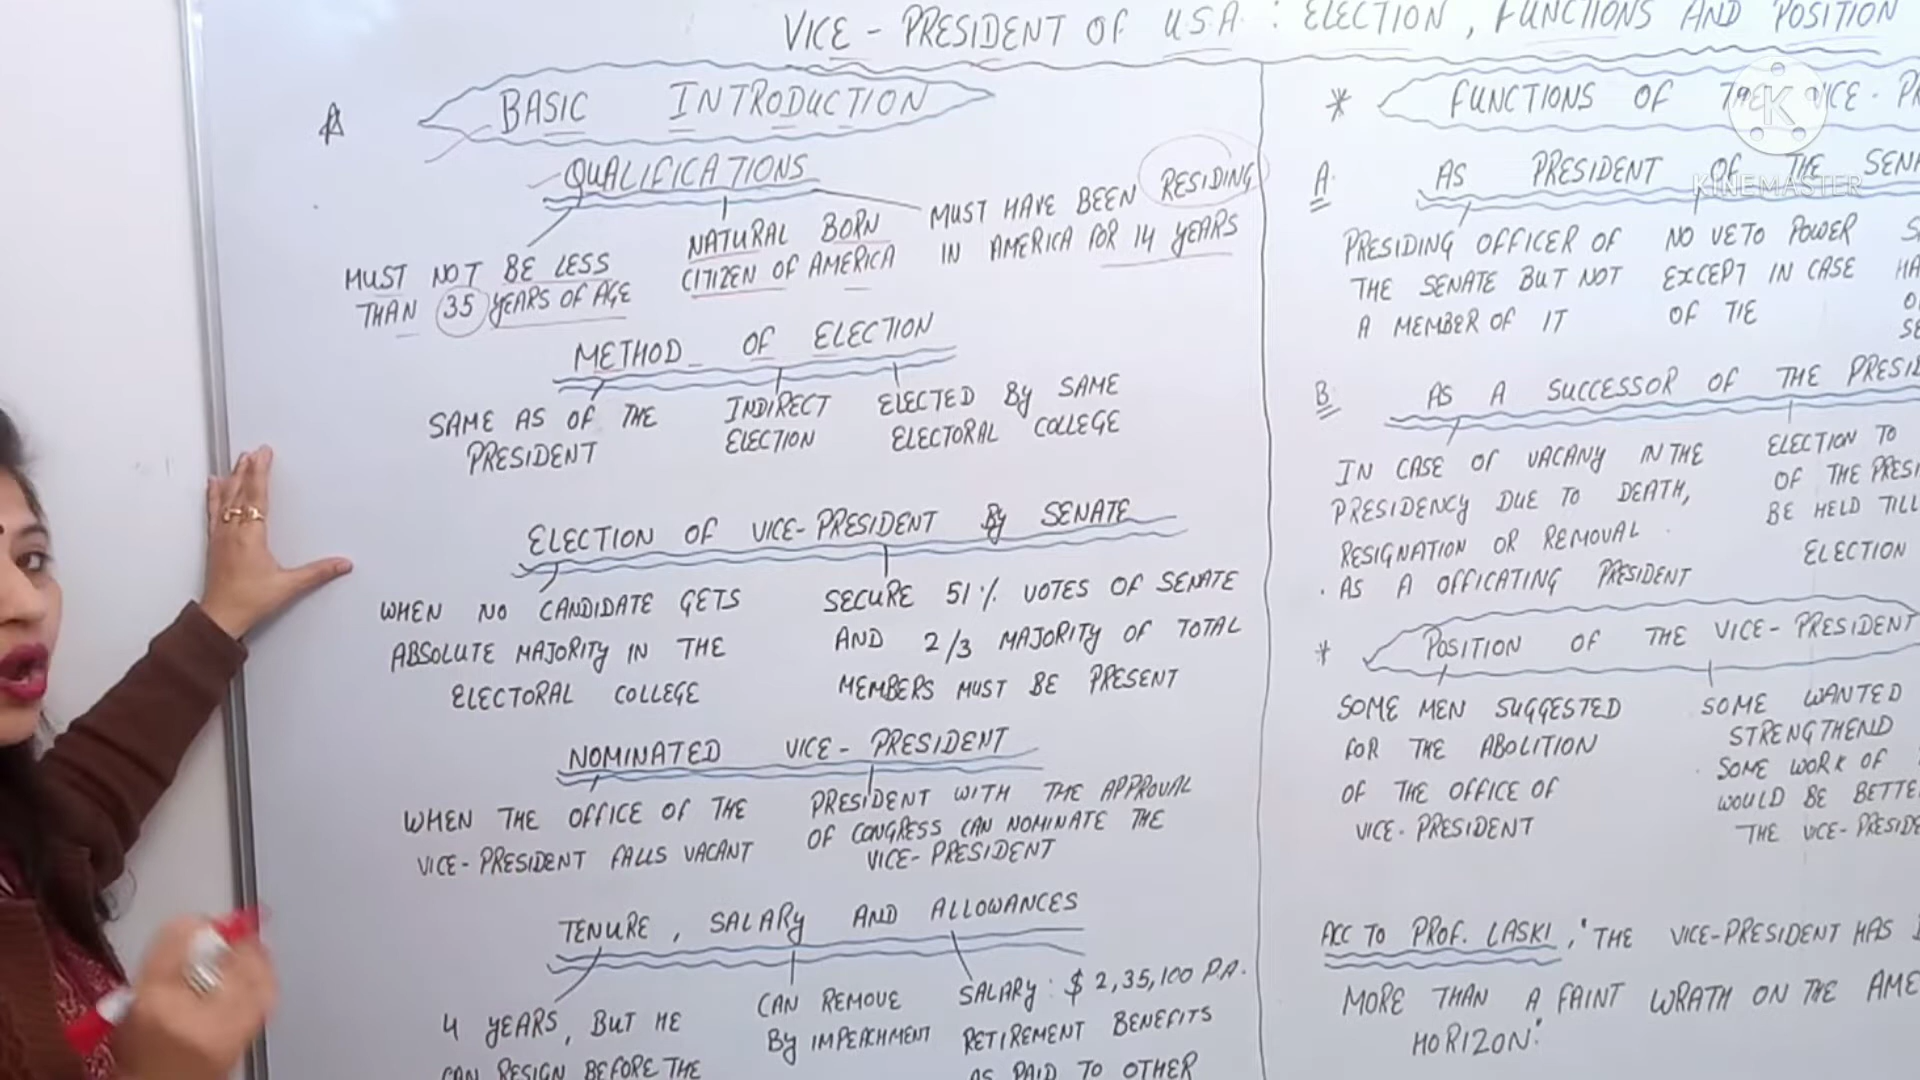 VICE - PRESIDENT OF U.S.A. : ELECTION, FUNCTIONS AND POSITION
BASIC INTRODUCTION
QUALIFICATIONS
MUST NOT BE LESS
THAN 35 YEARS OF AGE
NATURAL BORN
CITIZEN OF AMERICA
MUST HAVE BEEN RESIDING
IN AMERICA FOR 14 YEARS
METHOD OF ELECTION
SAME AS OF THE
PRESIDENT
INDIRECT
ELECTION
ELECTED By SAME
ELECTORAL COLLEGE
ELECTION OF VICE-PRESIDENT By SENATE
WHEN NO CANDIDATE GETS
ABSOLUTE MAJORITY IN THE
ELECTORAL COLLEGE
SECURE 51% VOTES OF SENATE
AND 2/3 MAJORITY OF TOTAL
MEMBERS MUST BE PRESENT
NOMINATED VICE - PRESIDENT
WHEN THE OFFICE OF THE
VICE - PRESIDENT FALLS VACANT
PRESIDENT WITH THE APPROVAL
OF CONGRESS CAN NOMINATE THE
VICE - PRESIDENT
TENURE, SALARy AND ALLOWANCES
4 YEARS, BUT HE
CAN RESIGN BEFORE THE
CAN REMOVE
By IMPEACHMENT
SALARy : $ 2,35,100 P.A.
RETIREMENT BENEFITS
AS PAID TO OTHER
* FUNCTIONS OF THE VICE - PR
A. AS PRESIDENT OF THE SENA
PRESIDING OFFICER OF
THE SENATE BUT NOT
A MEMBER OF IT
NO VETO POWER
EXCEPT IN CASE
OF TIE
HA
SE
B. AS A SUCCESSOR OF THE PRESI
IN CASE OF VACANY IN THE
PRESIDENCY DUE TO DEATH,
RESIGNATION OR REMOVAL
. AS A OFFICATING PRESIDENT
ELECTION TO
OF THE PRESI
BE HELD TILL
ELECTION
* POSITION OF THE VICE - PRESIDENT
SOME MEN SUGGESTED
FOR THE ABOLITION
OF THE OFFICE OF
VICE - PRESIDENT
SOME WANTED
STRENGTHEND
SOME WORK OF
WOULD BE BETTE
THE VICE - PRESIDE
ACC TO PROF. LASKI, "THE VICE-PRESIDENT HAS
MORE THAN A FAINT WRATH ON THE AME
HORIZON."
K
KINEMASTER